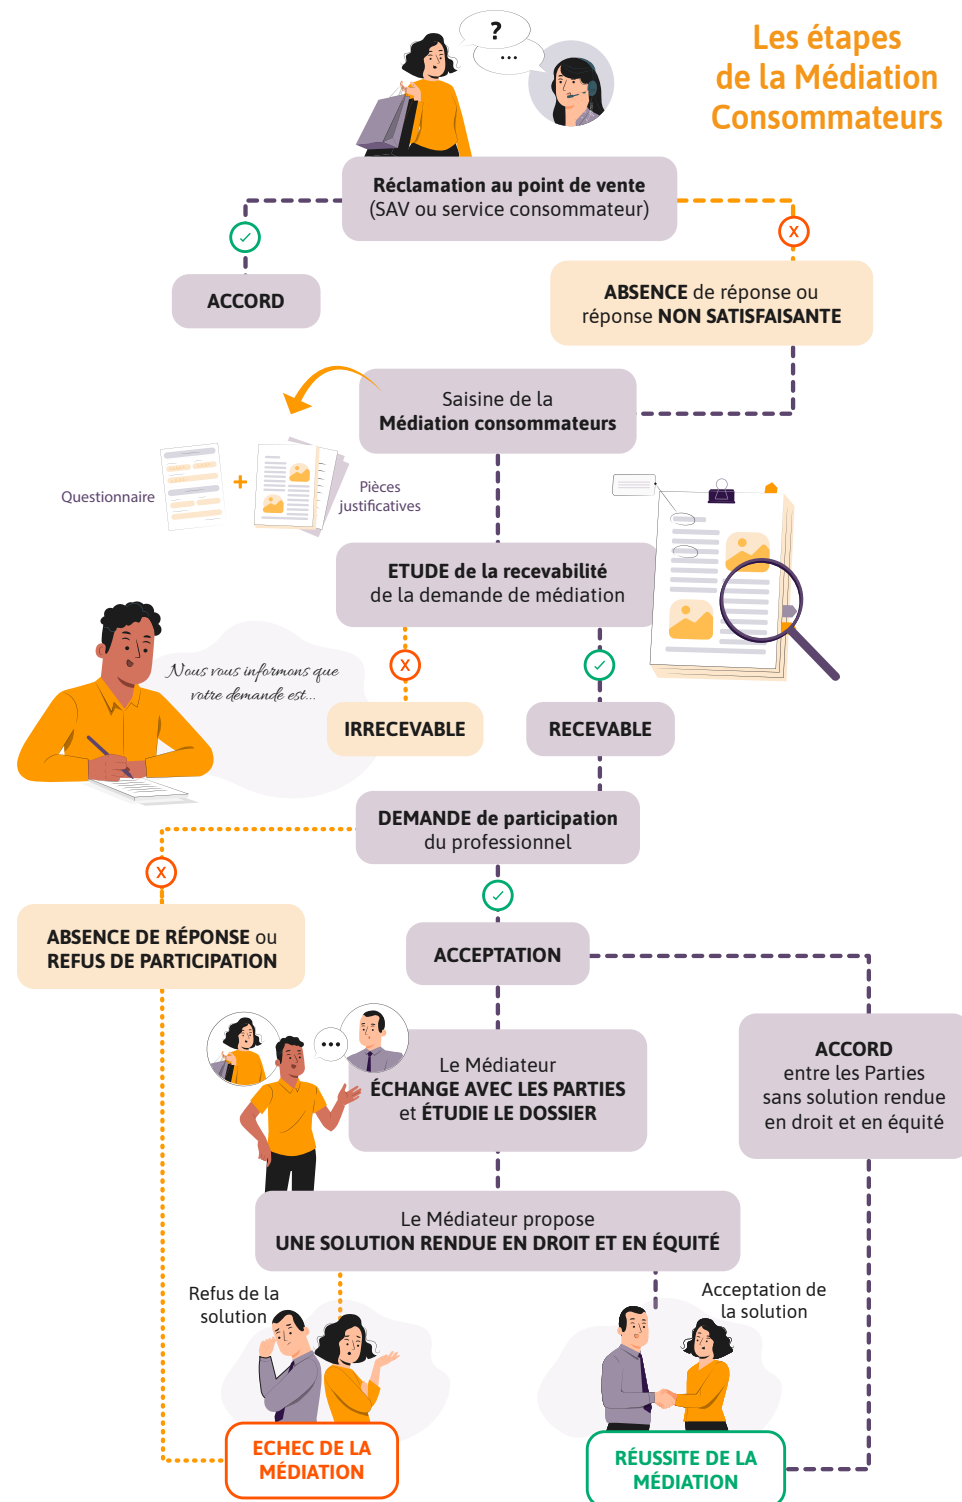 Les étapes
de la Médiation
Consommateurs
?
...
Réclamation au point de vente
(SAV ou service consommateur)
X
ACCORD
ABSENCE de réponse ou
réponse NON SATISFAISANTE
Saisine de la
Médiation consommateurs
Questionnaire
+
Pièces
justificatives
ETUDE de la recevabilité
de la demande de médiation
Nous vous informons que
votre demande est...
X
IRRECEVABLE
RECEVABLE
DEMANDE de participation
du professionnel
X
ABSENCE DE RÉPONSE ou
REFUS DE PARTICIPATION
ACCEPTATION
...
Le Médiateur
ÉCHANGE AVEC LES PARTIES
et ÉTUDIE LE DOSSIER
ACCORD
entre les Parties
sans solution rendue
en droit et en équité
Le Médiateur propose
UNE SOLUTION RENDUE EN DROIT ET EN ÉQUITÉ
Refus de la
solution
Acceptation de
la solution
ECHEC DE LA
MÉDIATION
RÉUSSITE DE LA
MÉDIATION